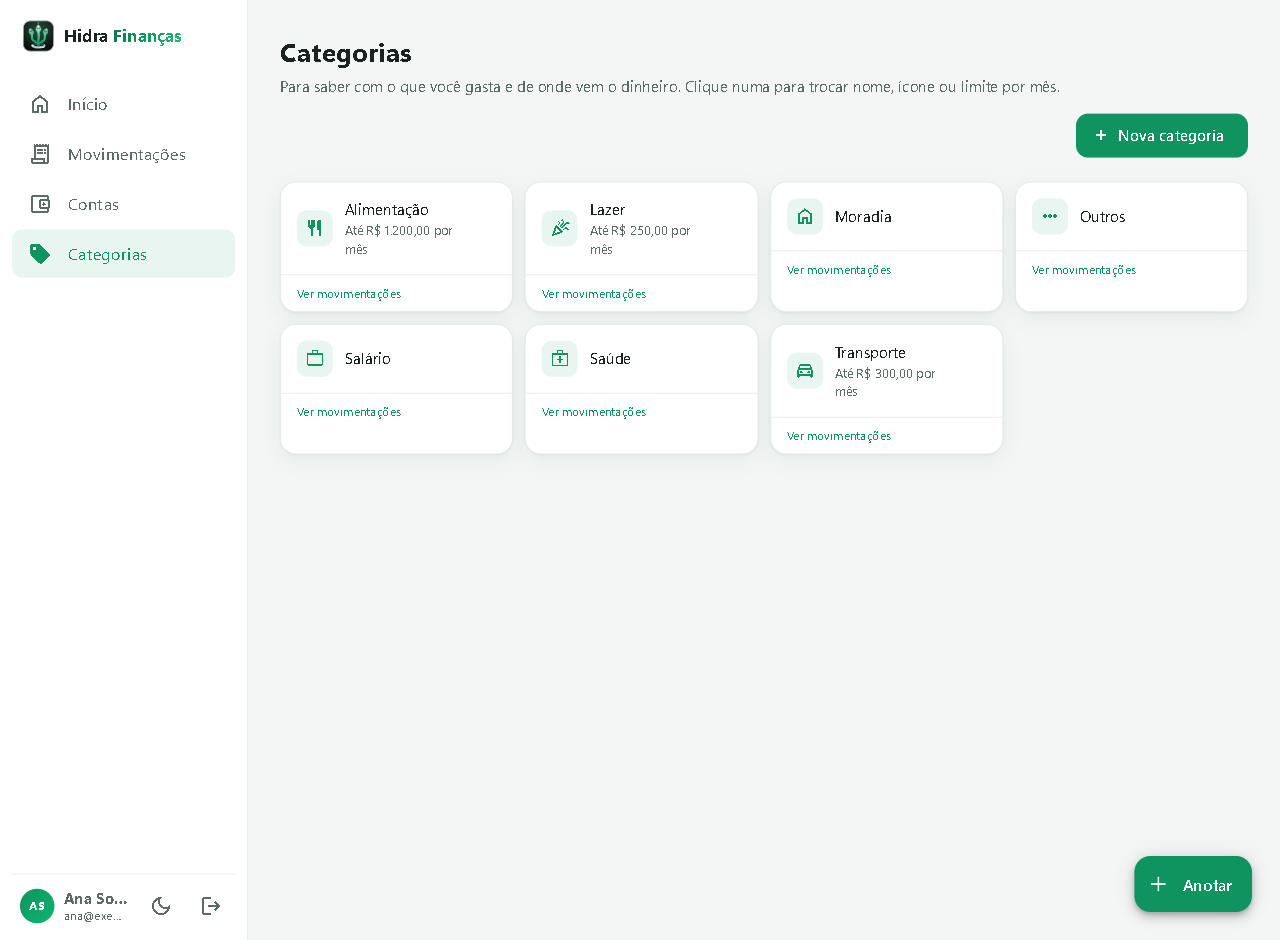 Hidra Finanças
Início
Movimentações
Contas
Categorias
AS
Ana So...
ana@exe...
Categorias
Para saber com o que você gasta e de onde vem o dinheiro. Clique numa para trocar nome, ícone ou limite por mês.
+ Nova categoria
Alimentação
Até R$ 1.200,00 por
mês
Ver movimentações
Lazer
Até R$ 250,00 por
mês
Ver movimentações
Moradia
Ver movimentações
Outros
Ver movimentações
Salário
Ver movimentações
Saúde
Ver movimentações
Transporte
Até R$ 300,00 por
mês
Ver movimentações
+ Anotar